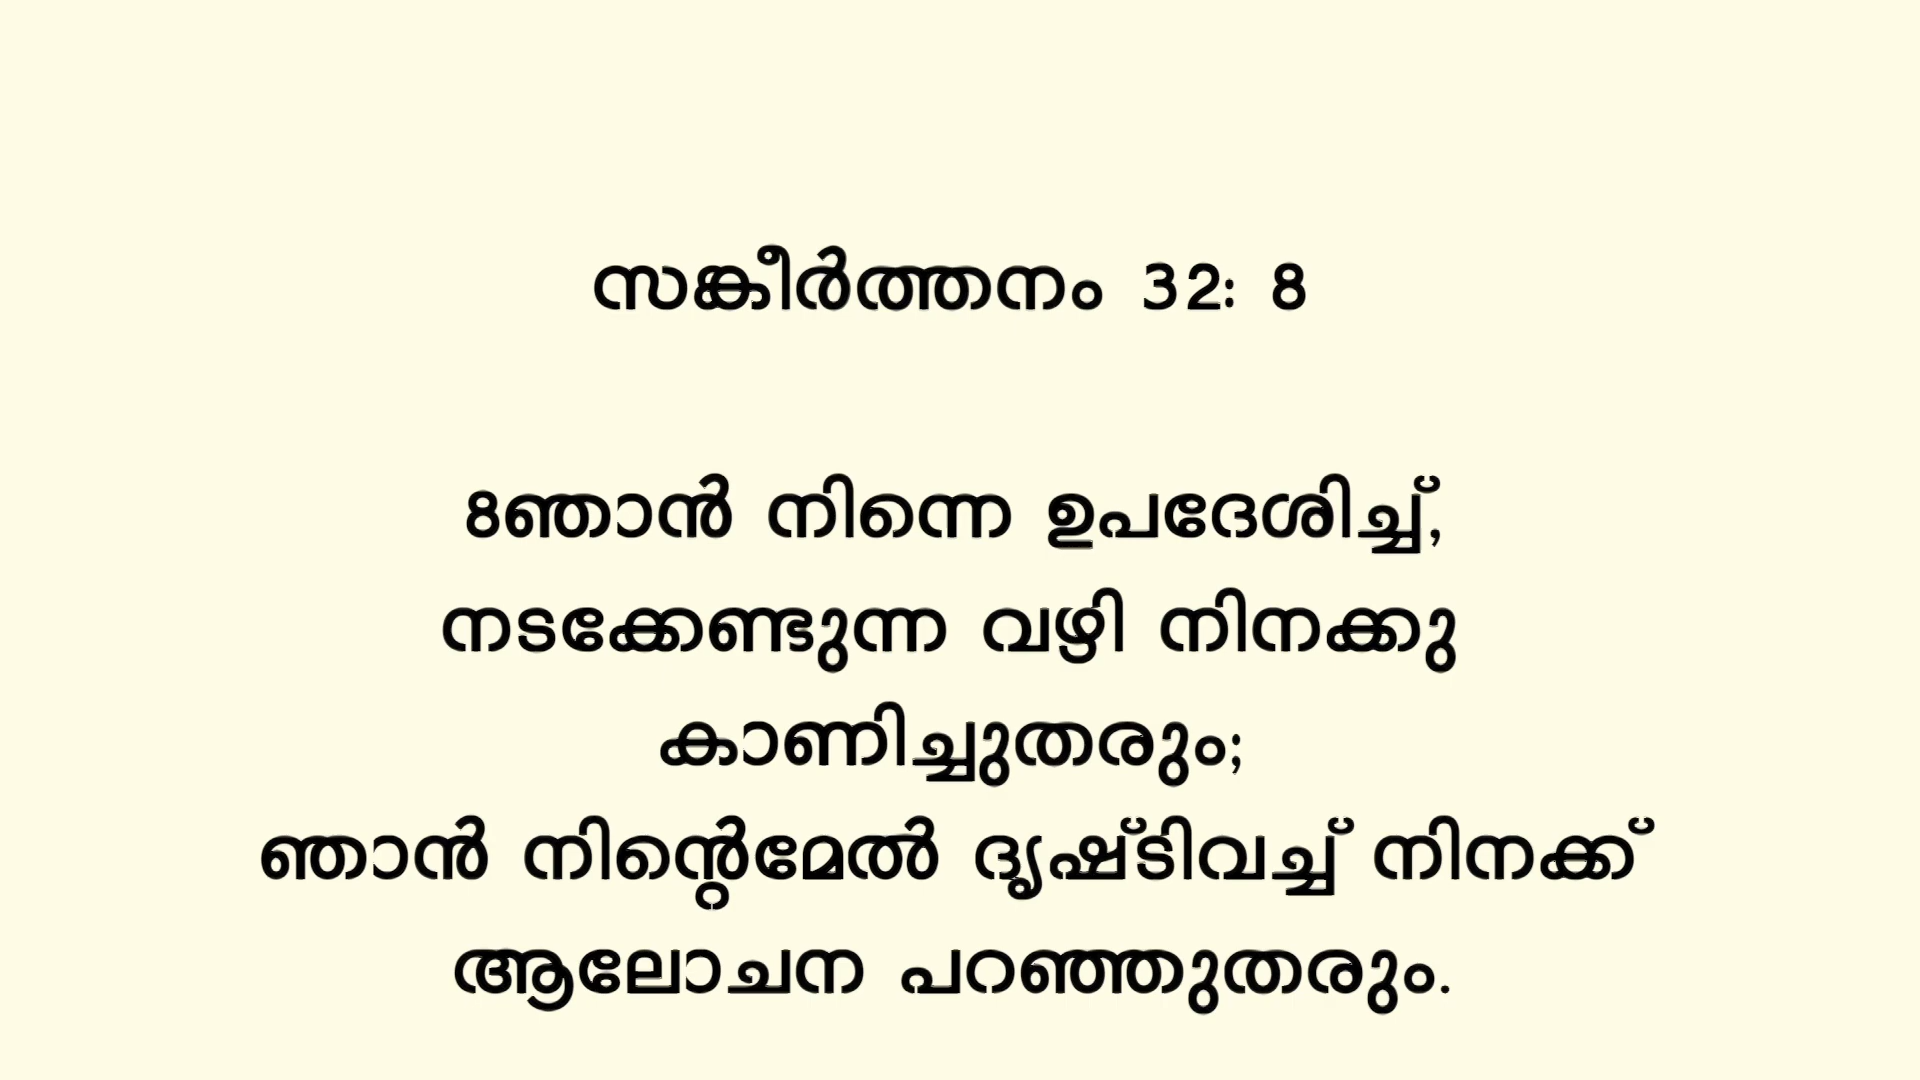 സങ്കീർത്തനം 32: 8
8ഞാൻ നിന്നെ ഉപദേശിച്ച്,
നടക്കേണ്ടുന്ന വഴി നിനക്കു
കാണിച്ചുതരും;
ഞാൻ നിന്റെമേൽ ദൃഷ്ടിവച്ച് നിനക്ക്
ആലോചന പറഞ്ഞുതരും.